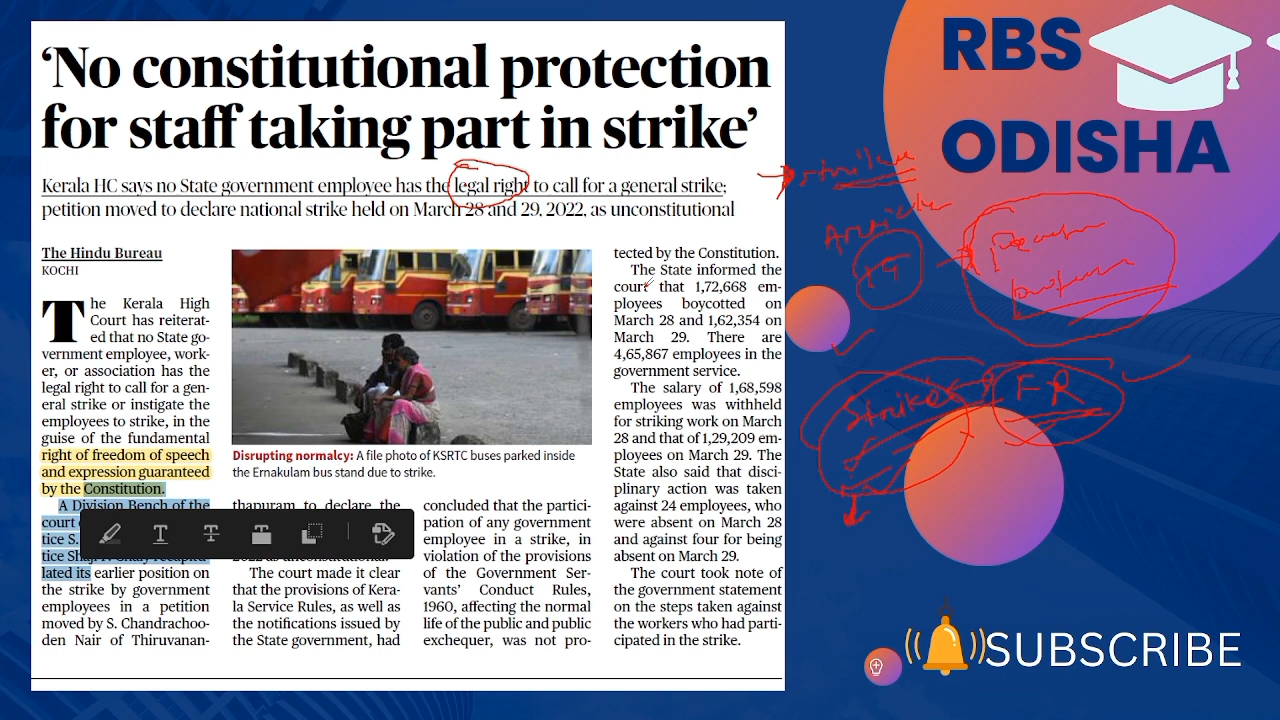 ‘No constitutional protection
for staff taking part in strike’
Kerala HC says no State government employee has the legal right to call for a general strike;
petition moved to declare national strike held on March 28 and 29, 2022, as unconstitutional
The Hindu Bureau
KOCHI
The Kerala High
Court has reiterat-
ed that no State go-
vernment employee, work-
er, or association has the
legal right to call for a gen-
eral strike or instigate the
employees to strike, in the
guise of the fundamental
right of freedom of speech
and expression guaranteed
by the Constitution.
A Division Bench of the
court
tice S.
tice Shaji P. Chaly recapitu-
lated its earlier position on
the strike by government
employees in a petition
moved by S. Chandrachoo-
den Nair of Thiruvanan-
Disrupting normalcy: A file photo of KSRTC buses parked inside
the Ernakulam bus stand due to strike.
thapuram to declare the
2022 as unconstitutional.
The court made it clear
that the provisions of Kera-
la Service Rules, as well as
the notifications issued by
the State government, had
concluded that the partici-
pation of any government
employee in a strike, in
violation of the provisions
of the Government Ser-
vants’ Conduct Rules,
1960, affecting the normal
life of the public and public
exchequer, was not pro-
tected by the Constitution.
The State informed the
court that 1,72,668 em-
ployees boycotted on
March 28 and 1,62,354 on
March 29. There are
4,65,867 employees in the
government service.
The salary of 1,68,598
employees was withheld
for striking work on March
28 and that of 1,29,209 em-
ployees on March 29. The
State also said that disci-
plinary action was taken
against 24 employees, who
were absent on March 28
and against four for being
absent on March 29.
The court took note of
the government statement
on the steps taken against
the workers who had parti-
cipated in the strike.
RBS
ODISHA
Article
19
Strikes
FR
SUBSCRIBE